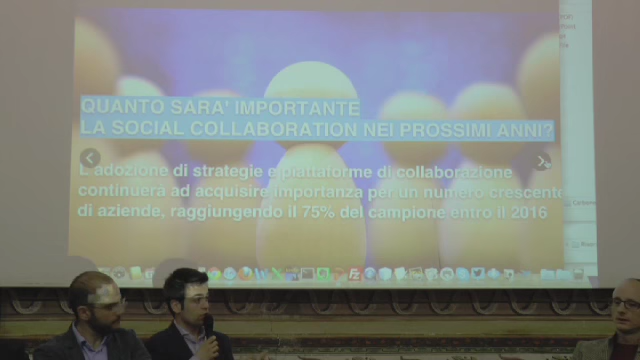 QUANTO SARA' IMPORTANTE
LA SOCIAL COLLABORATION NEI PROSSIMI ANNI?
L'adozione di strategie e piattaforme di collaborazione
continuerà ad acquisire importanza per un numero crescente
di aziende, raggiungendo il 75% del campione entro il 2016